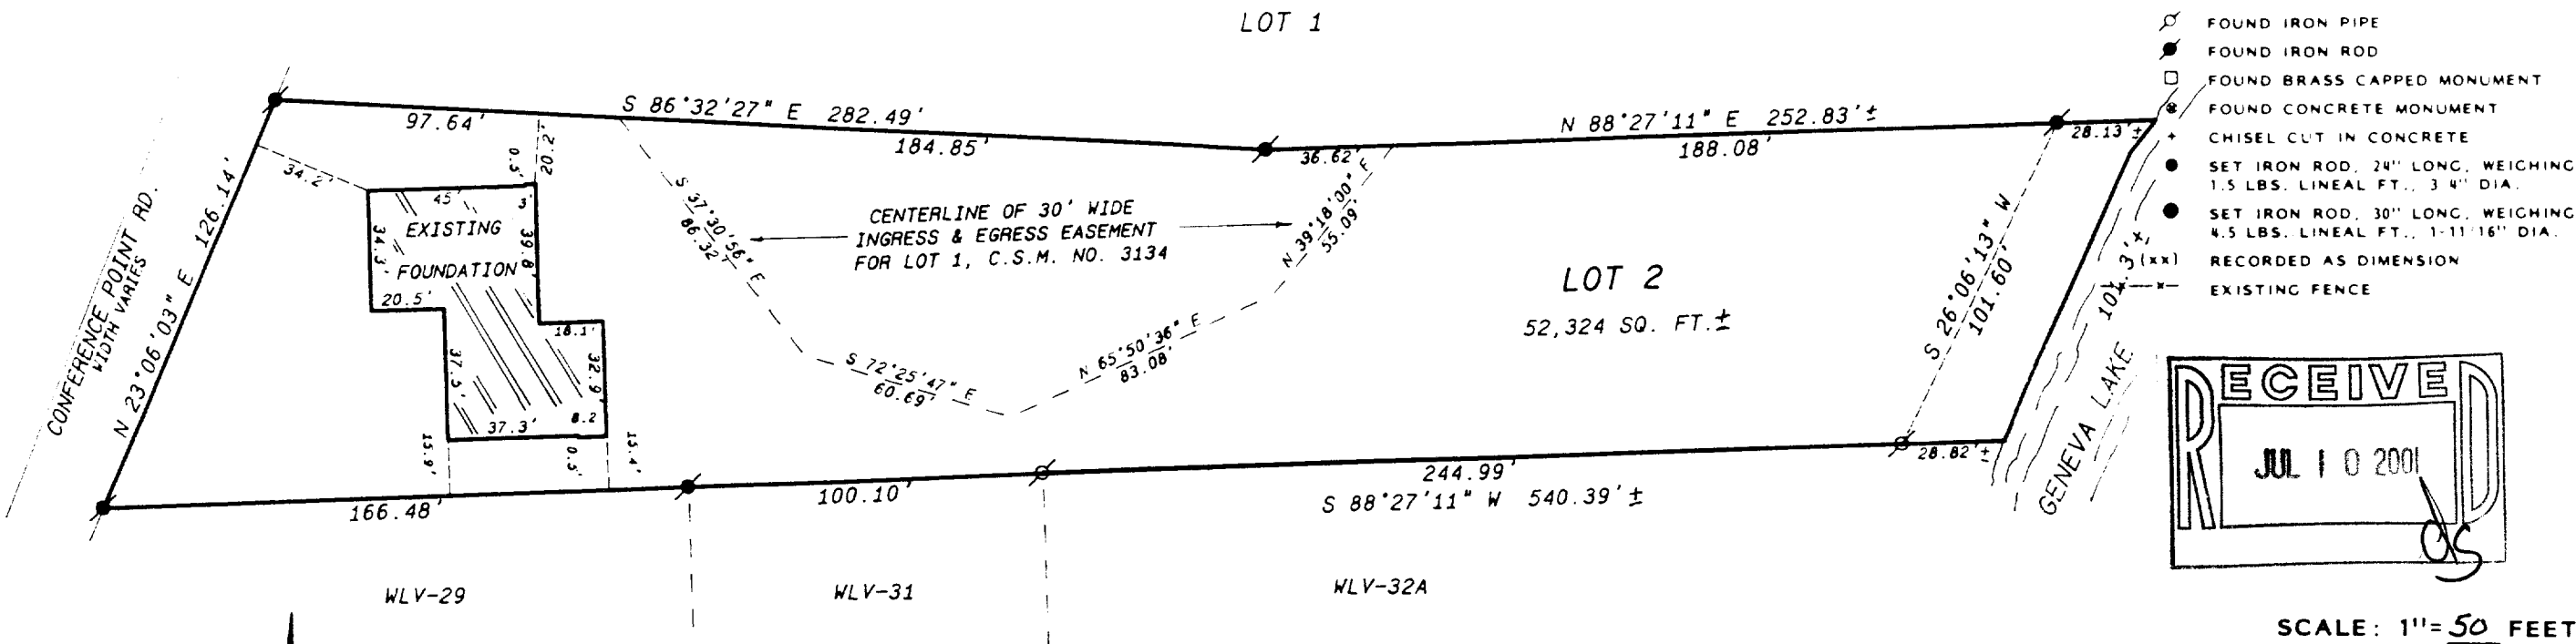 LOT 1
FOUND IRON PIPE
FOUND IRON ROD
FOUND BRASS CAPPED MONUMENT
FOUND CONCRETE MONUMENT
CHISEL CUT IN CONCRETE
SET IRON ROD, 24" LONG, WEIGHING
1.5 LBS. LINEAL FT., 3 4" DIA.
SET IRON ROD, 30" LONG, WEIGHING
4.5 LBS. LINEAL FT., 1-11 16" DIA.
(xx) RECORDED AS DIMENSION
EXISTING FENCE
S 86°32'27" E 282.49'
97.64'
184.85'
N 88°27'11" E 252.83'±
36.62'
188.08'
28.13'±
CONFERENCE POINT RD.
WIDTH VARIES
N 23°06'03" E 126.14'
34.2'
0.5'
20.2'
45'
3'
EXISTING
FOUNDATION
34.3'
39.8'
20.5'
18.1'
37.5'
32.9'
37.3'
8.2
15.9'
0.5'
15.4'
S 37°30'56" E
86.32'
CENTERLINE OF 30' WIDE
INGRESS & EGRESS EASEMENT
FOR LOT 1, C.S.M. NO. 3134
N 39°18'00" E
55.09'
S 72°25'47" E
60.69'
N 65°50'36" E
83.08'
LOT 2
52,324 SQ. FT.±
S 26°06'13" W
101.60'
101.3'±
GENEVA LAKE
166.48'
100.10'
244.99'
28.82'±
S 88°27'11" W 540.39'±
WLV-29
WLV-31
WLV-32A
RECEIVED
JUL 10 2001
SCALE: 1"=50 FEET